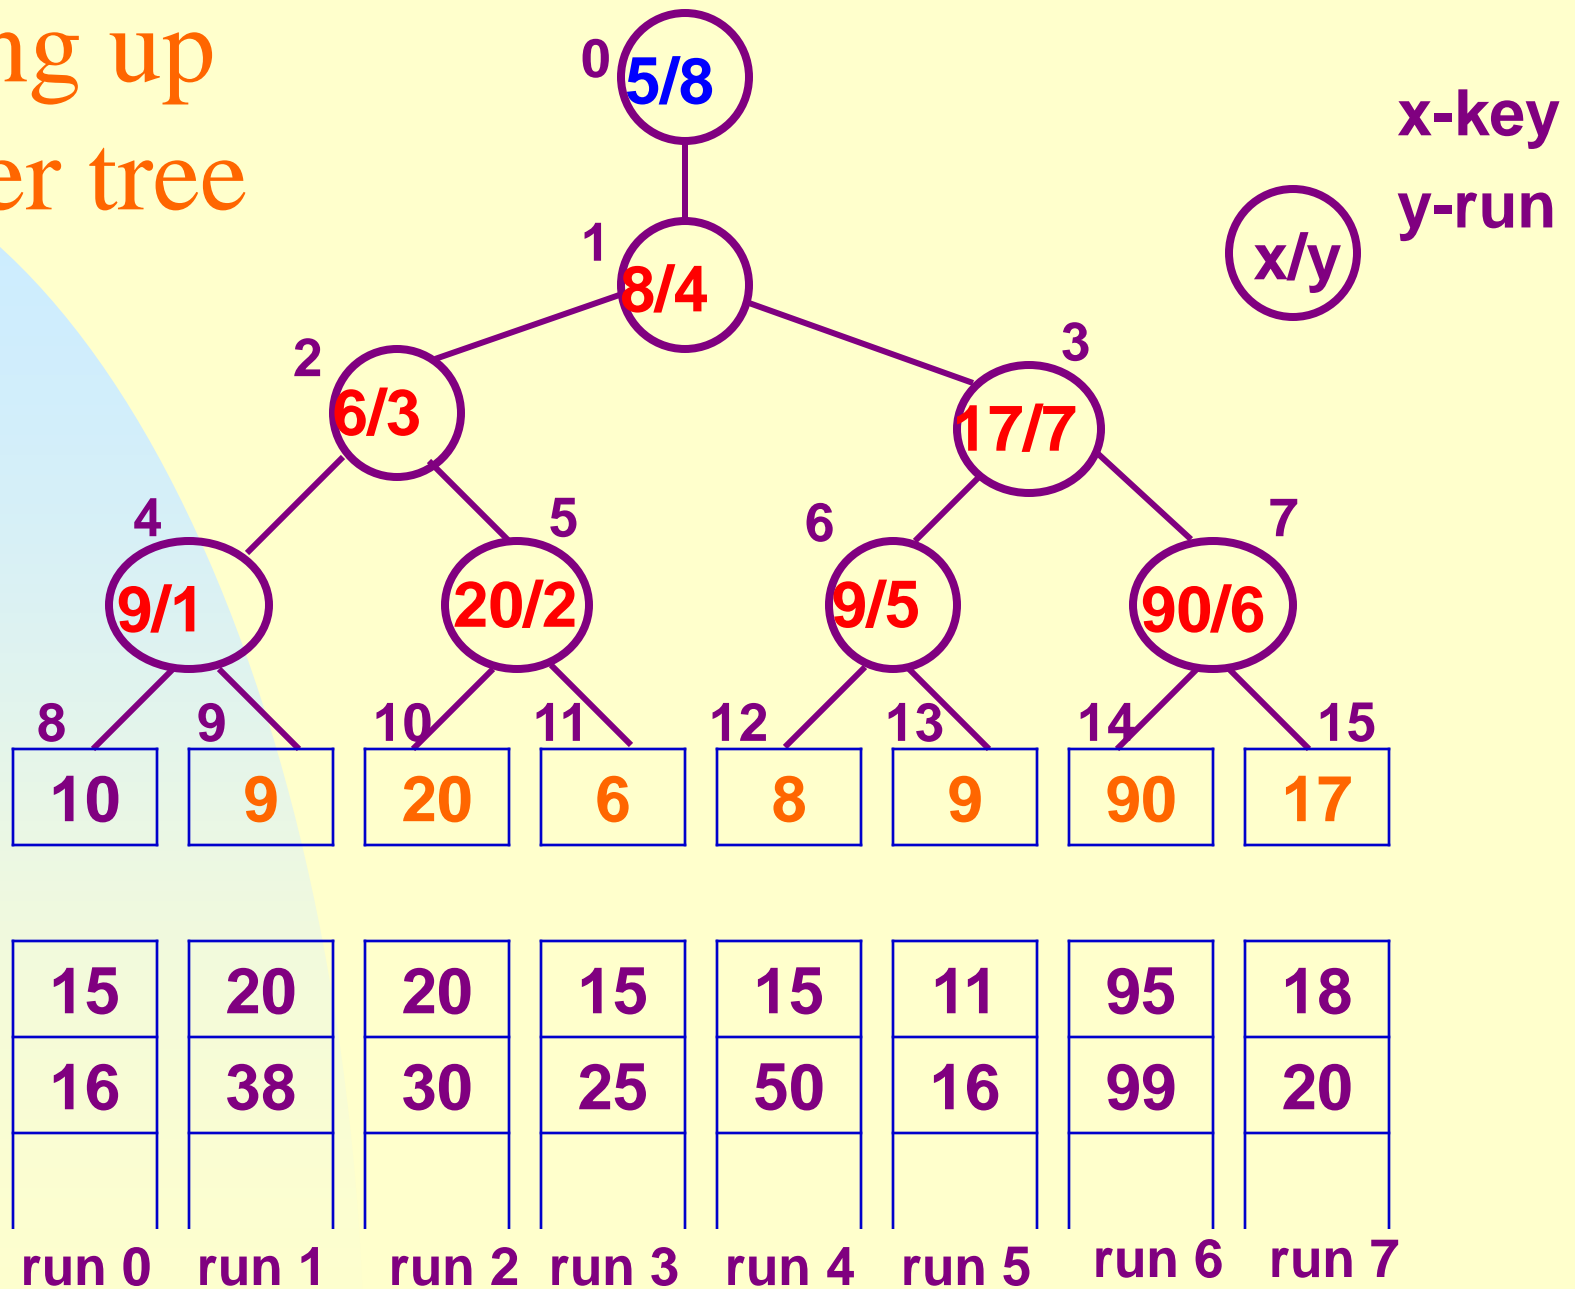 ng up
er tree
0
5/8
x-key
y-run
x/y
1
8/4
2
6/3
3
17/7
4 5 6 7
9/1 20/2 9/5 90/6
8 9 10 11 12 13 14 15
10 9 20 6 8 9 90 17
15 20 20 15 15 11 95 18
16 38 30 25 50 16 99 20
run 0 run 1 run 2 run 3 run 4 run 5 run 6 run 7